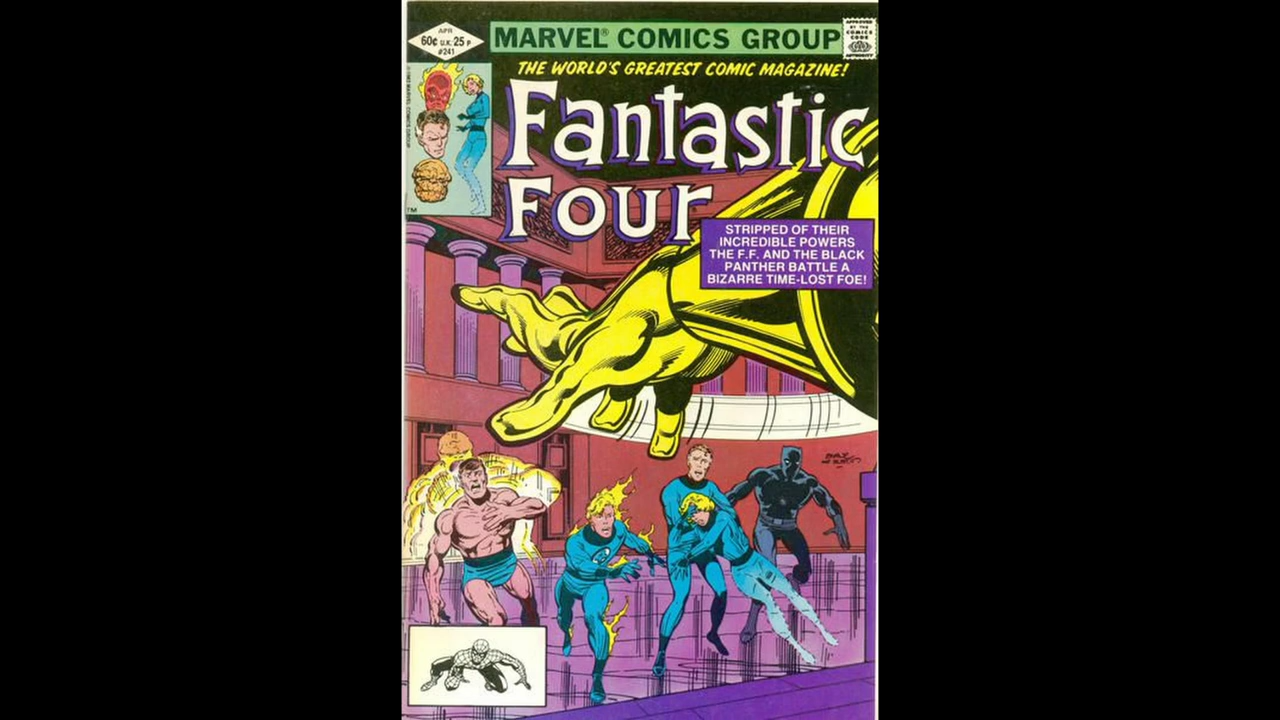 APR
60¢ U.K. 25 P
#241
MARVEL® COMICS GROUP
APPROVED
BY THE
COMICS
CODE
AUTHORITY
THE WORLD'S GREATEST COMIC MAGAZINE!
Fantastic
Four
TM
STRIPPED OF THEIR
INCREDIBLE POWERS
THE F.F. AND THE BLACK
PANTHER BATTLE A
BIZARRE TIME-LOST FOE!